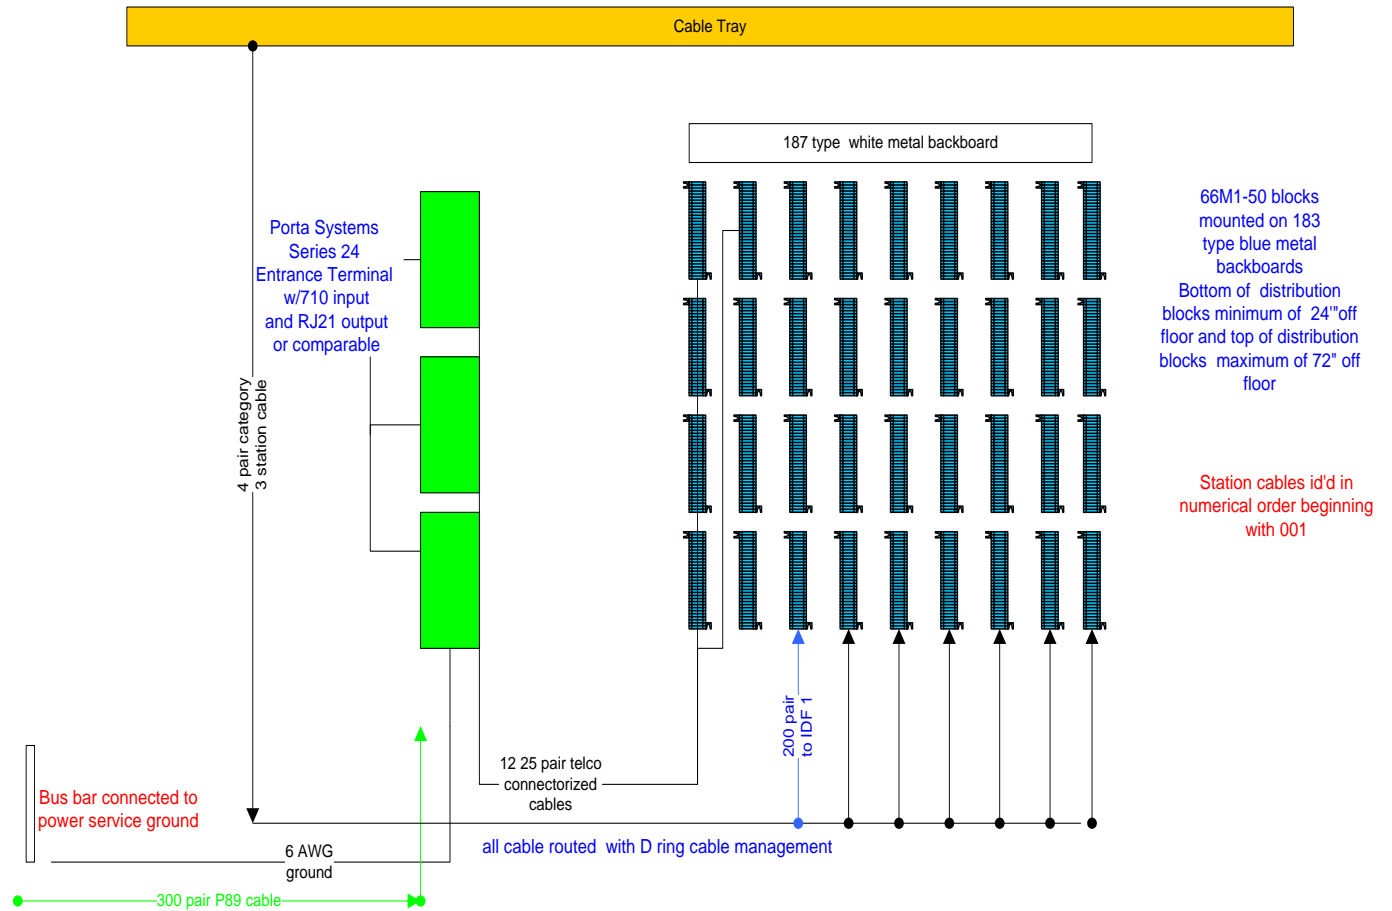 Cable Tray
187 type  white metal backboard
Porta Systems
Series 24
Entrance Terminal
w/710 input
and RJ21 output
or comparable
66M1-50 blocks
mounted on 183
type blue metal
backboards
Bottom of  distribution
blocks minimum of  24'"off
floor and top of distribution
blocks  maximum of 72" off
floor
4 pair category
3 station cable
Station cables id'd in
numerical order beginning
with 001
200 pair
to IDF 1
12 25 pair telco
connectorized
cables
Bus bar connected to
power service ground
all cable routed  with D ring cable management
6 AWG
ground
300 pair P89 cable